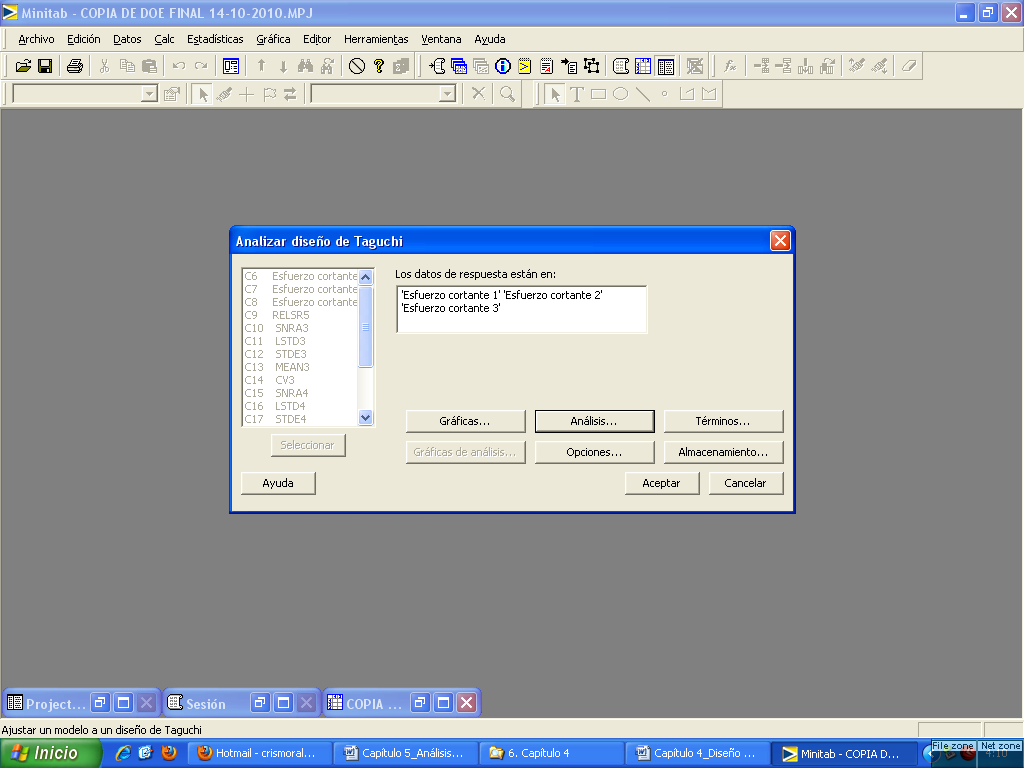 Minitab - COPIA DE DOE FINAL 14-10-2010.MPJ
Archivo Edición Datos Calc Estadísticas Gráfica Editor Herramientas Ventana Ayuda
Analizar diseño de Taguchi
C6 Esfuerzo cortante
C7 Esfuerzo cortante
C8 Esfuerzo cortante
C9 RELSR5
C10 SNRA3
C11 LSTD3
C12 STDE3
C13 MEAN3
C14 CV3
C15 SNRA4
C16 LSTD4
C17 STDE4
Los datos de respuesta están en:
'Esfuerzo cortante 1' 'Esfuerzo cortante 2'
'Esfuerzo cortante 3'
Gráficas... Análisis... Términos...
Seleccionar Gráficas de análisis... Opciones... Almacenamiento...
Ayuda Aceptar Cancelar
Project... Sesión COPIA ...
Ajustar un modelo a un diseño de Taguchi
Inicio Hotmail - crismoral... Capítulo 5_Análisis... 6. Capítulo 4 Capítulo 4_Diseño ... Minitab - COPIA D...
File zone Net zone